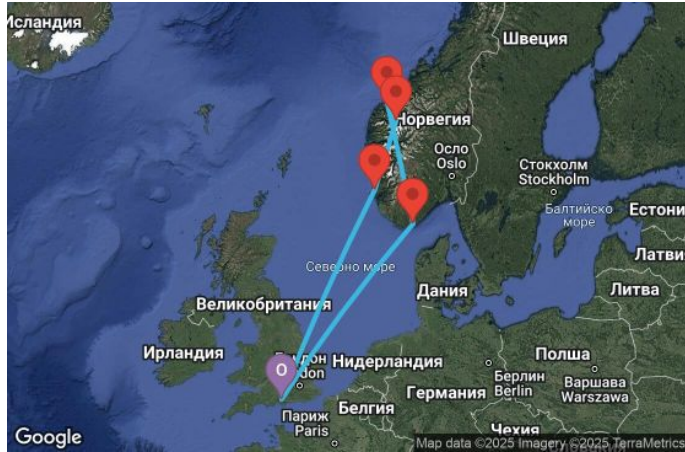 Исландия
Швеция
Норвегия
Осло
Oslo
Стокхолм
Stockholm
Балтийско
море
Естони
Латви
Северно море
Дания
Литва
Великобритания
O
Ирландия
Нидерландия
Полша
Берлин
Berlin
Варшава
Warszawa
Германия
Париж
Paris
Белгия
Чехия
Google
Map data ©2025 Imagery ©2025 TerraMetrics